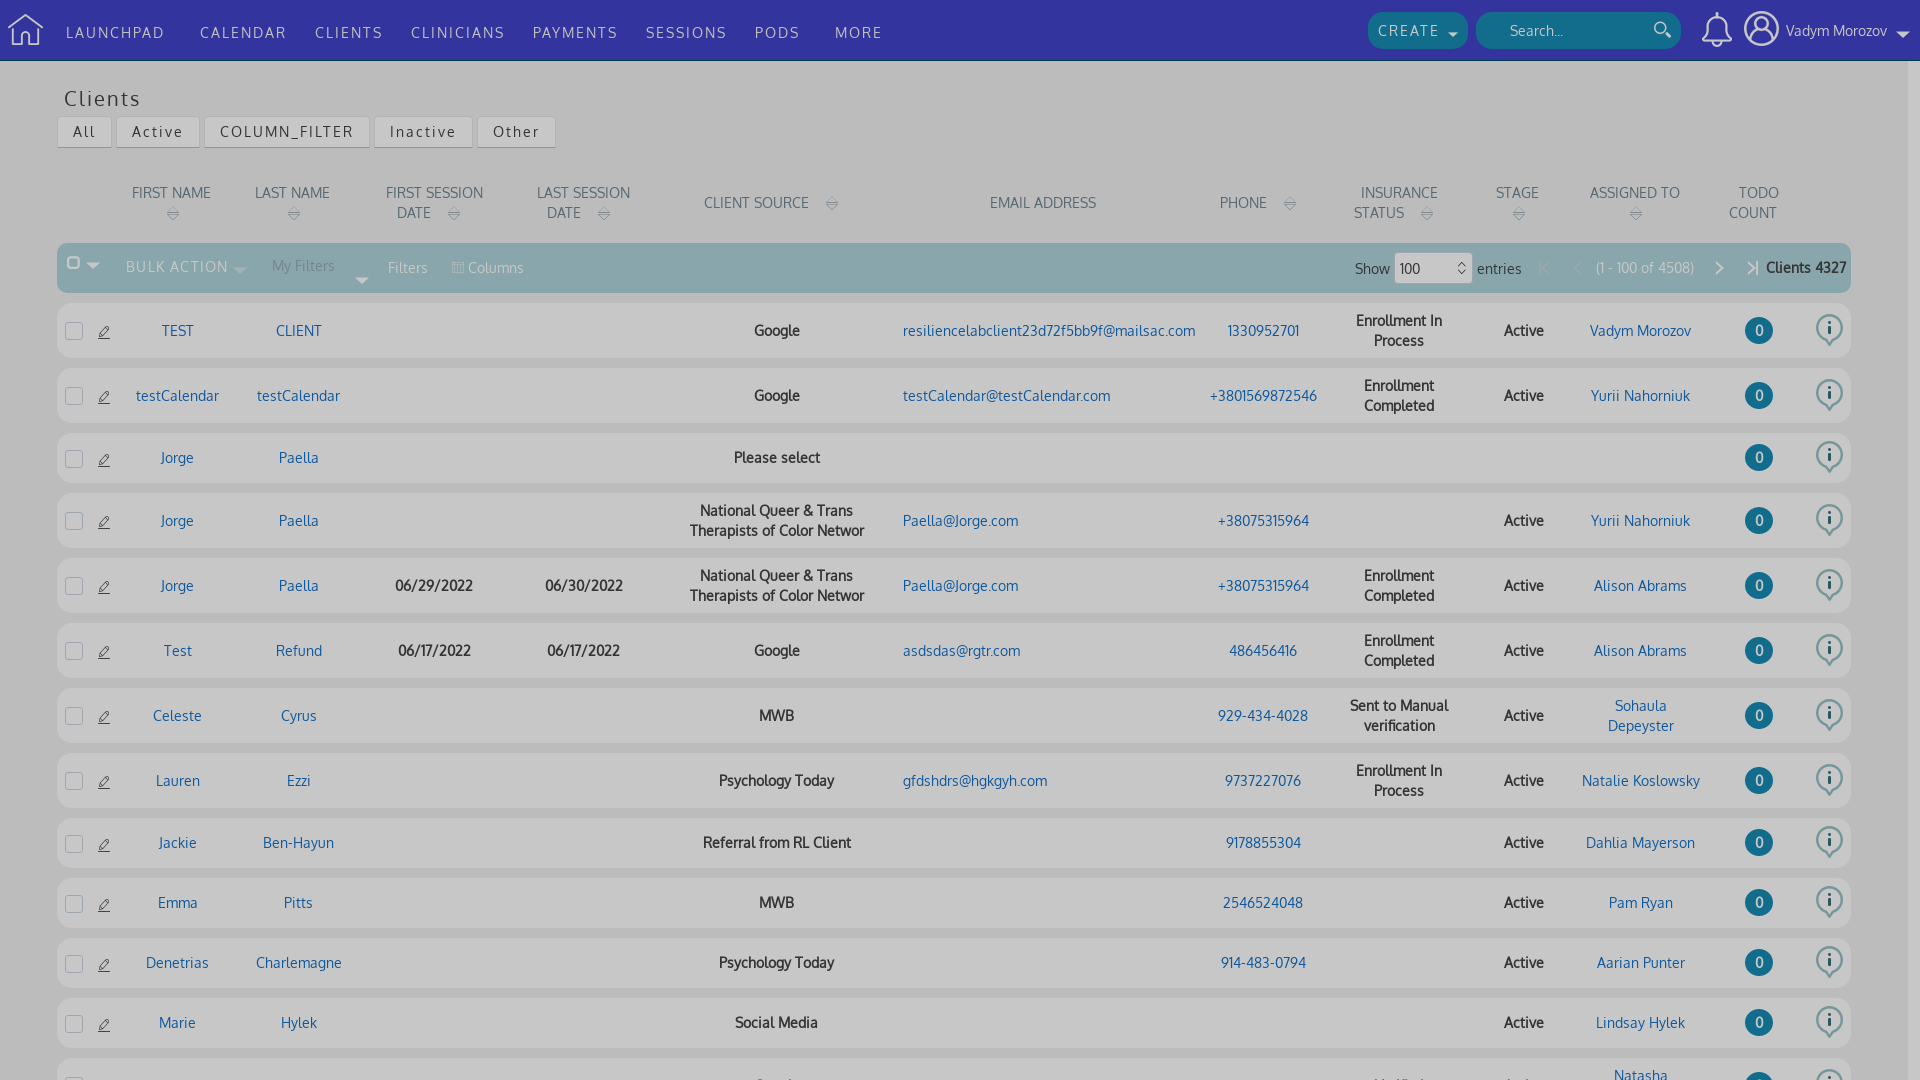 LAUNCHPAD CALENDAR CLIENTS CLINICIANS PAYMENTS SESSIONS PODS MORE CREATE Search... Vadym Morozov
Clients
All Active COLUMN_FILTER Inactive Other
FIRST NAME LAST NAME FIRST SESSION DATE LAST SESSION DATE CLIENT SOURCE EMAIL ADDRESS PHONE INSURANCE STATUS STAGE ASSIGNED TO TODO COUNT
BULK ACTION My Filters Filters Columns Show 100 entries (1 - 100 of 4508) Clients 4327
TEST CLIENT Google resiliencelabclient23d72f5bb9f@mailsac.com 1330952701 Enrollment In Process Active Vadym Morozov 0
testCalendar testCalendar Google testCalendar@testCalendar.com +3801569872546 Enrollment Completed Active Yurii Nahorniuk 0
Jorge Paella Please select 0
Jorge Paella National Queer & Trans Therapists of Color Networ Paella@Jorge.com +38075315964 Active Yurii Nahorniuk 0
Jorge Paella 06/29/2022 06/30/2022 National Queer & Trans Therapists of Color Networ Paella@Jorge.com +38075315964 Enrollment Completed Active Alison Abrams 0
Test Refund 06/17/2022 06/17/2022 Google asdsdas@rgtr.com 486456416 Enrollment Completed Active Alison Abrams 0
Celeste Cyrus MWB 929-434-4028 Sent to Manual verification Active Sohaula Depeyster 0
Lauren Ezzi Psychology Today gfdshdrs@hgkgyh.com 9737227076 Enrollment In Process Active Natalie Koslowsky 0
Jackie Ben-Hayun Referral from RL Client 9178855304 Active Dahlia Mayerson 0
Emma Pitts MWB 2546524048 Active Pam Ryan 0
Denetrias Charlemagne Psychology Today 914-483-0794 Active Aarian Punter 0
Marie Hylek Social Media Active Lindsay Hylek 0
Natasha